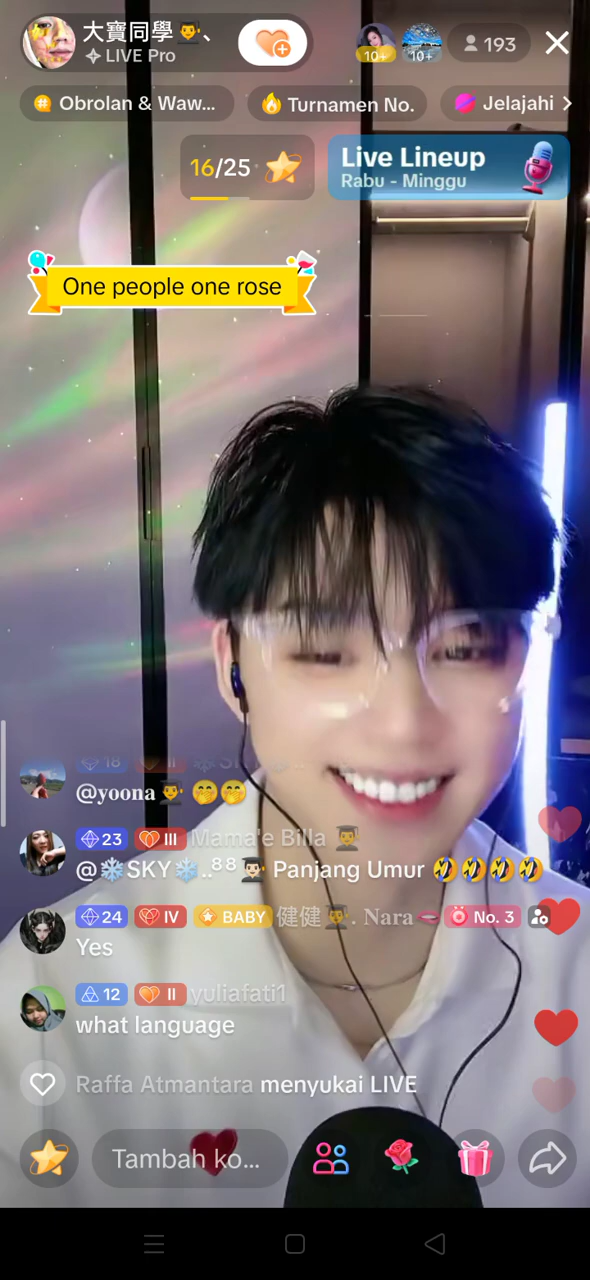 大寶同學👨‍🎓、
LIVE Pro
10+
10+
193
Obrolan & Waw...
Turnamen No.
Jelajahi
16/25
Live Lineup
Rabu - Minggu
One people one rose
18 II
@yoona👨‍🎓🤭🤭
23 III Mama'e Billa 👨‍🎓
@❄️SKY❄️..⁸⁸👨🏻‍🎓 Panjang Umur 🤣🤣🤣🤣
24 IV BABY 健健👨‍🎓. Nara👄 No. 3
Yes
12 II yuliafati1
what language
Raffa Atmantara menyukai LIVE
Tambah ko...